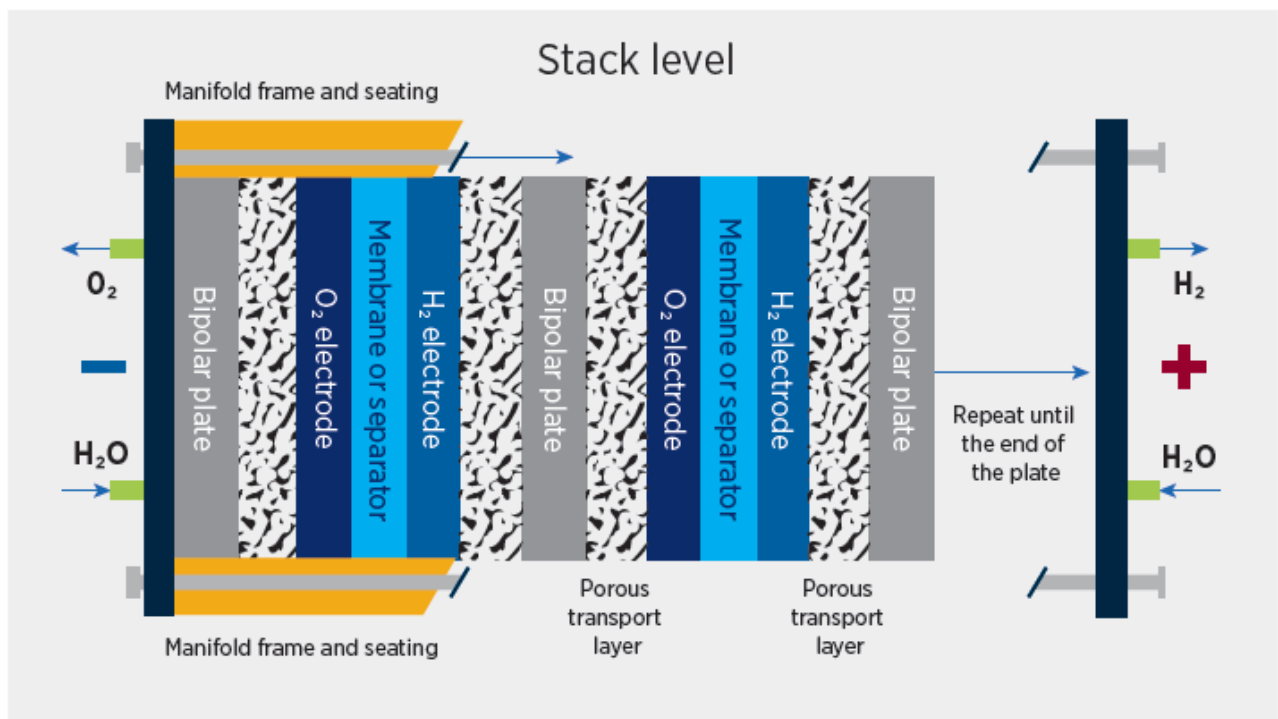 Stack level
Manifold frame and seating
O₂
−
H₂O
Bipolar plate
O₂ electrode
Membrane or separator
H₂ electrode
Bipolar plate
O₂ electrode
Membrane or separator
H₂ electrode
Bipolar plate
Repeat until
the end of
the plate
H₂
+
H₂O
Porous
transport
layer
Porous
transport
layer
Manifold frame and seating